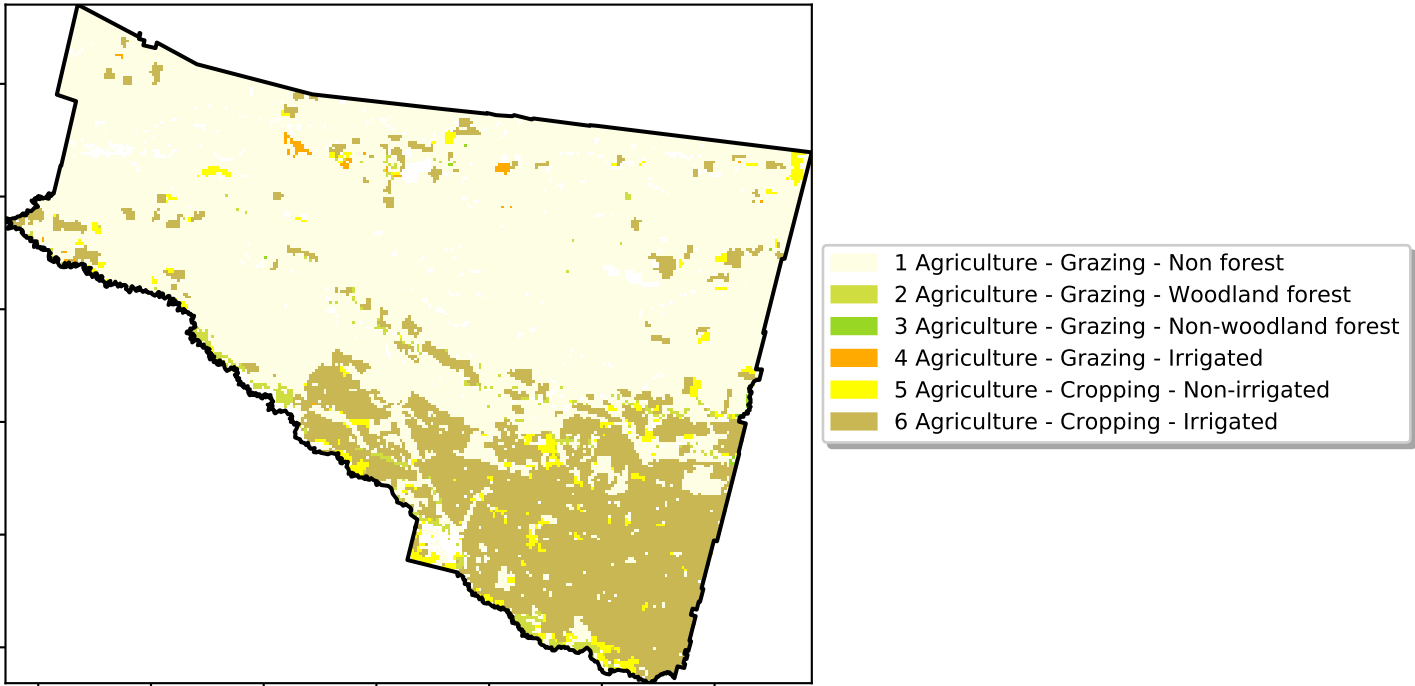 1 Agriculture - Grazing - Non forest
2 Agriculture - Grazing - Woodland forest
3 Agriculture - Grazing - Non-woodland forest
4 Agriculture - Grazing - Irrigated
5 Agriculture - Cropping - Non-irrigated
6 Agriculture - Cropping - Irrigated